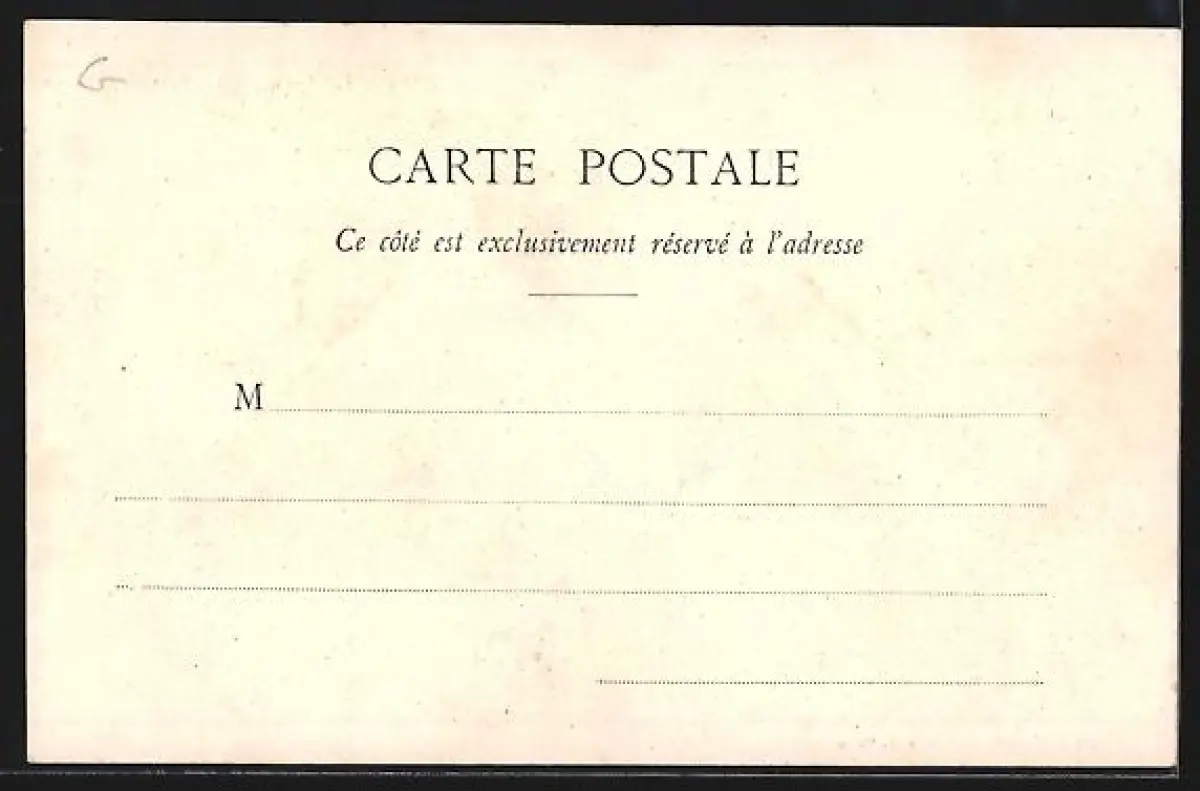 G
CARTE POSTALE
Ce côté est exclusivement réservé à l'adresse
M